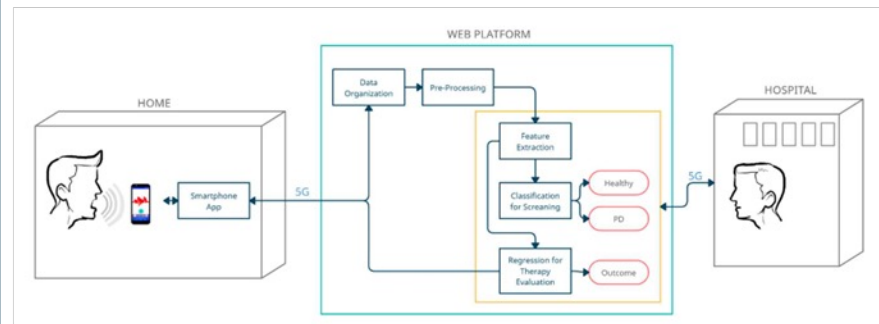 WEB PLATFORM
HOME
HOSPITAL
Data
Organization
Pre-Processing
Feature
Extraction
Smartphone
App
5G
Classification
for Screaning
Healthy
PD
5G
Regression for
Therapy
Evaluation
Outcome